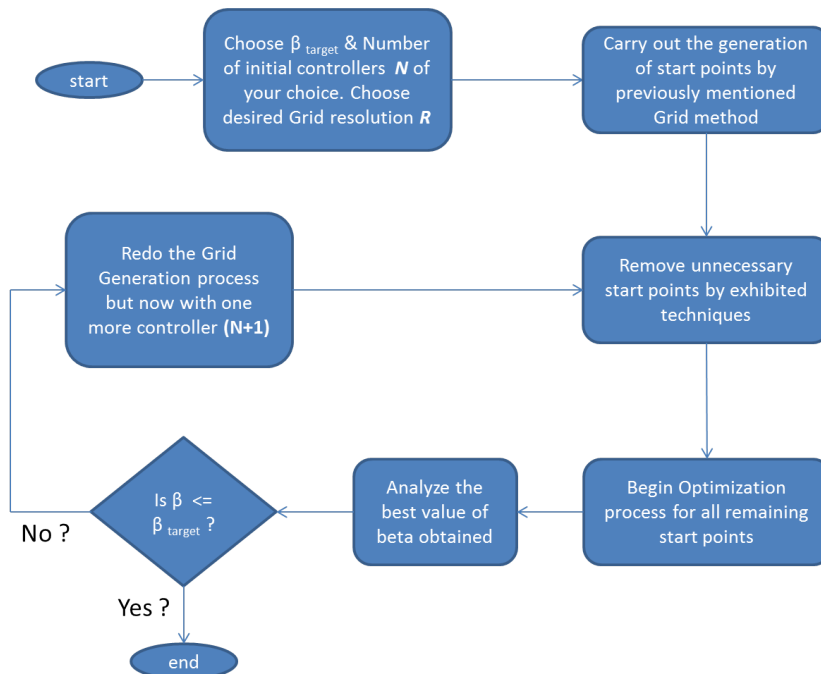 start
Choose β target & Number
of initial controllers N of
your choice. Choose
desired Grid resolution R
Carry out the generation
of start points by
previously mentioned
Grid method
Redo the Grid
Generation process
but now with one
more controller (N+1)
Remove unnecessary
start points by exhibited
techniques
Is β <=
β target ?
Analyze the
best value of
beta obtained
Begin Optimization
process for all remaining
start points
No ?
Yes ?
end